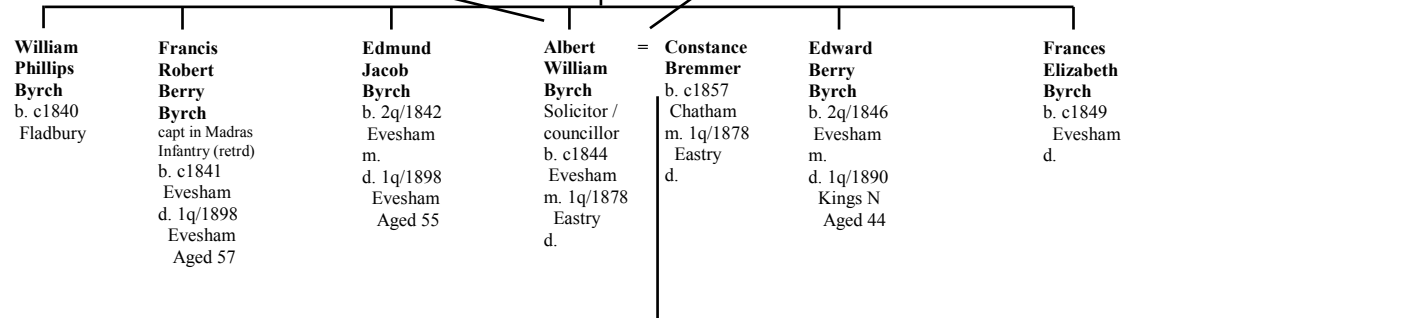 William
Phillips
Byrch
b. c1840
Fladbury
Francis
Robert
Berry
Byrch
capt in Madras
Infantry (retrd)
b. c1841
Evesham
d. 1q/1898
Evesham
Aged 57
Edmund
Jacob
Byrch
b. 2q/1842
Evesham
m.
d. 1q/1898
Evesham
Aged 55
Albert
William
Byrch
Solicitor /
councillor
b. c1844
Evesham
m. 1q/1878
Eastry
d.
=
Constance
Bremmer
b. c1857
Chatham
m. 1q/1878
Eastry
d.
Edward
Berry
Byrch
b. 2q/1846
Evesham
m.
d. 1q/1890
Kings N
Aged 44
Frances
Elizabeth
Byrch
b. c1849
Evesham
d.